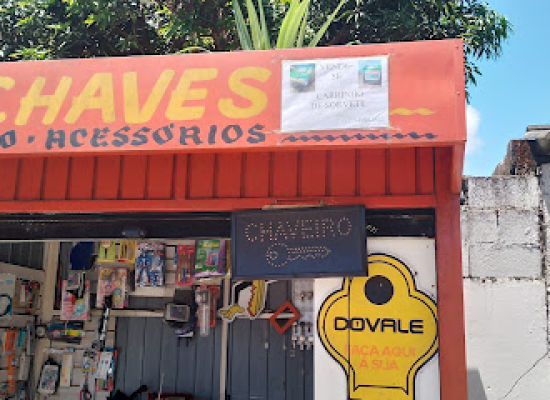 CHAVES
O · ACESSÓRIOS
VENDE-
SE
CARRINHO
DE SORVETE
CHAVEIRO
DOVALE
FAÇA AQUI
A SUA